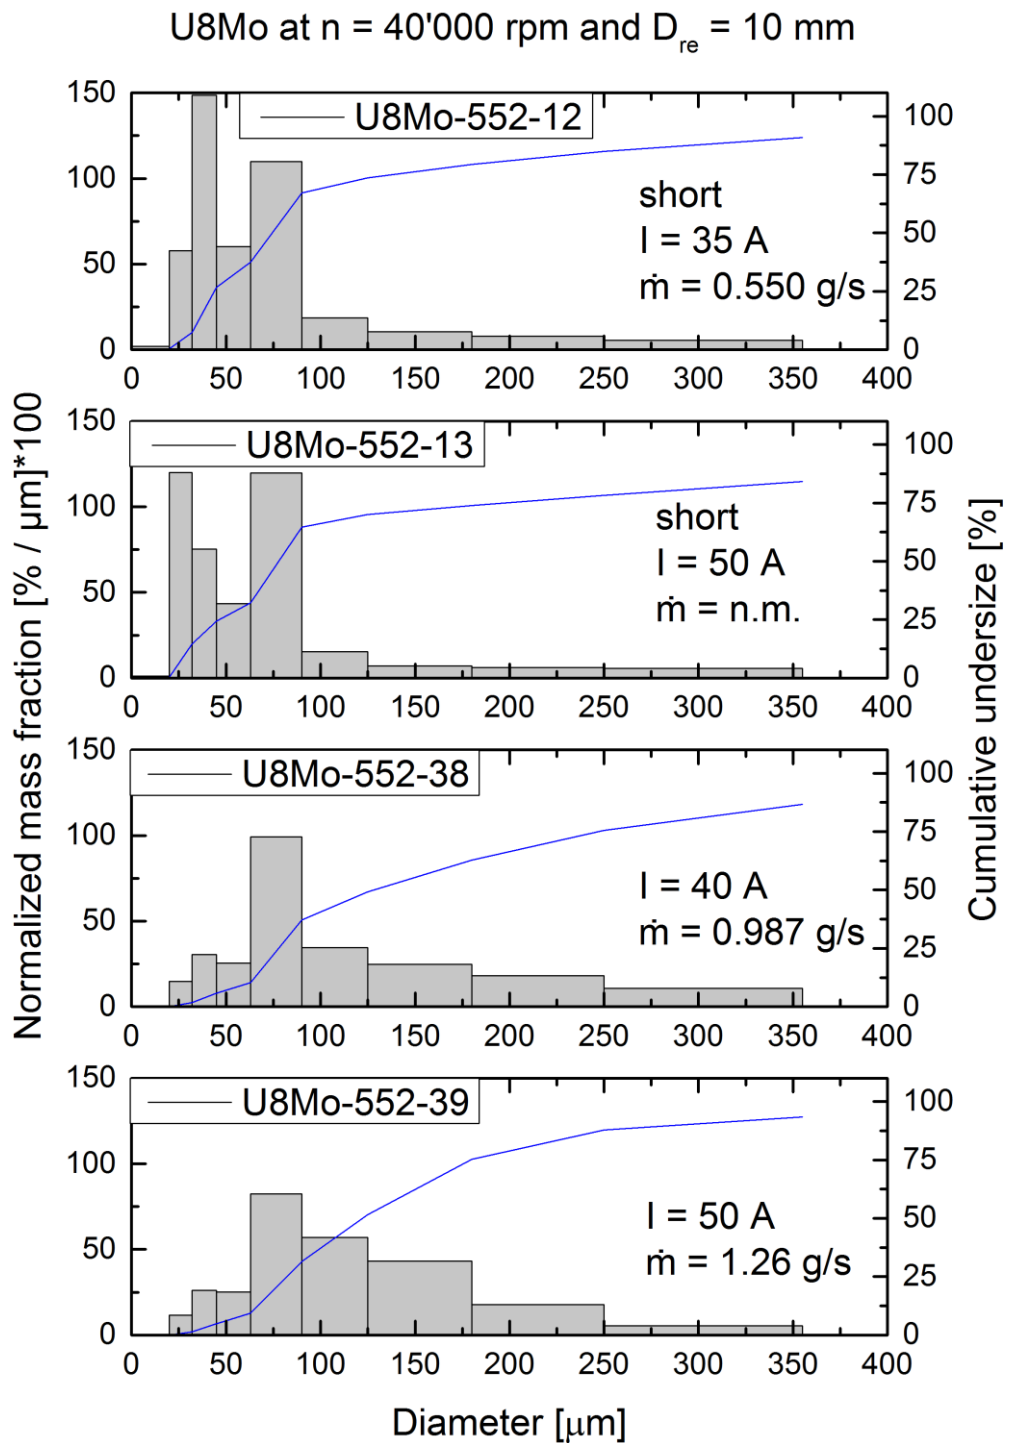 U8Mo at n = 40'000 rpm and Dre = 10 mm
Normalized mass fraction [% / µm]*100
Cumulative undersize [%]
U8Mo-552-12
150
100
50
0
100
75
50
25
0
short
I = 35 A
ṁ = 0.550 g/s
0 50 100 150 200 250 300 350 400
U8Mo-552-13
150
100
50
0
100
75
50
25
0
short
I = 50 A
ṁ = n.m.
0 50 100 150 200 250 300 350 400
U8Mo-552-38
150
100
50
0
100
75
50
25
0
I = 40 A
ṁ = 0.987 g/s
0 50 100 150 200 250 300 350 400
U8Mo-552-39
150
100
50
0
100
75
50
25
0
I = 50 A
ṁ = 1.26 g/s
0 50 100 150 200 250 300 350 400
Diameter [µm]